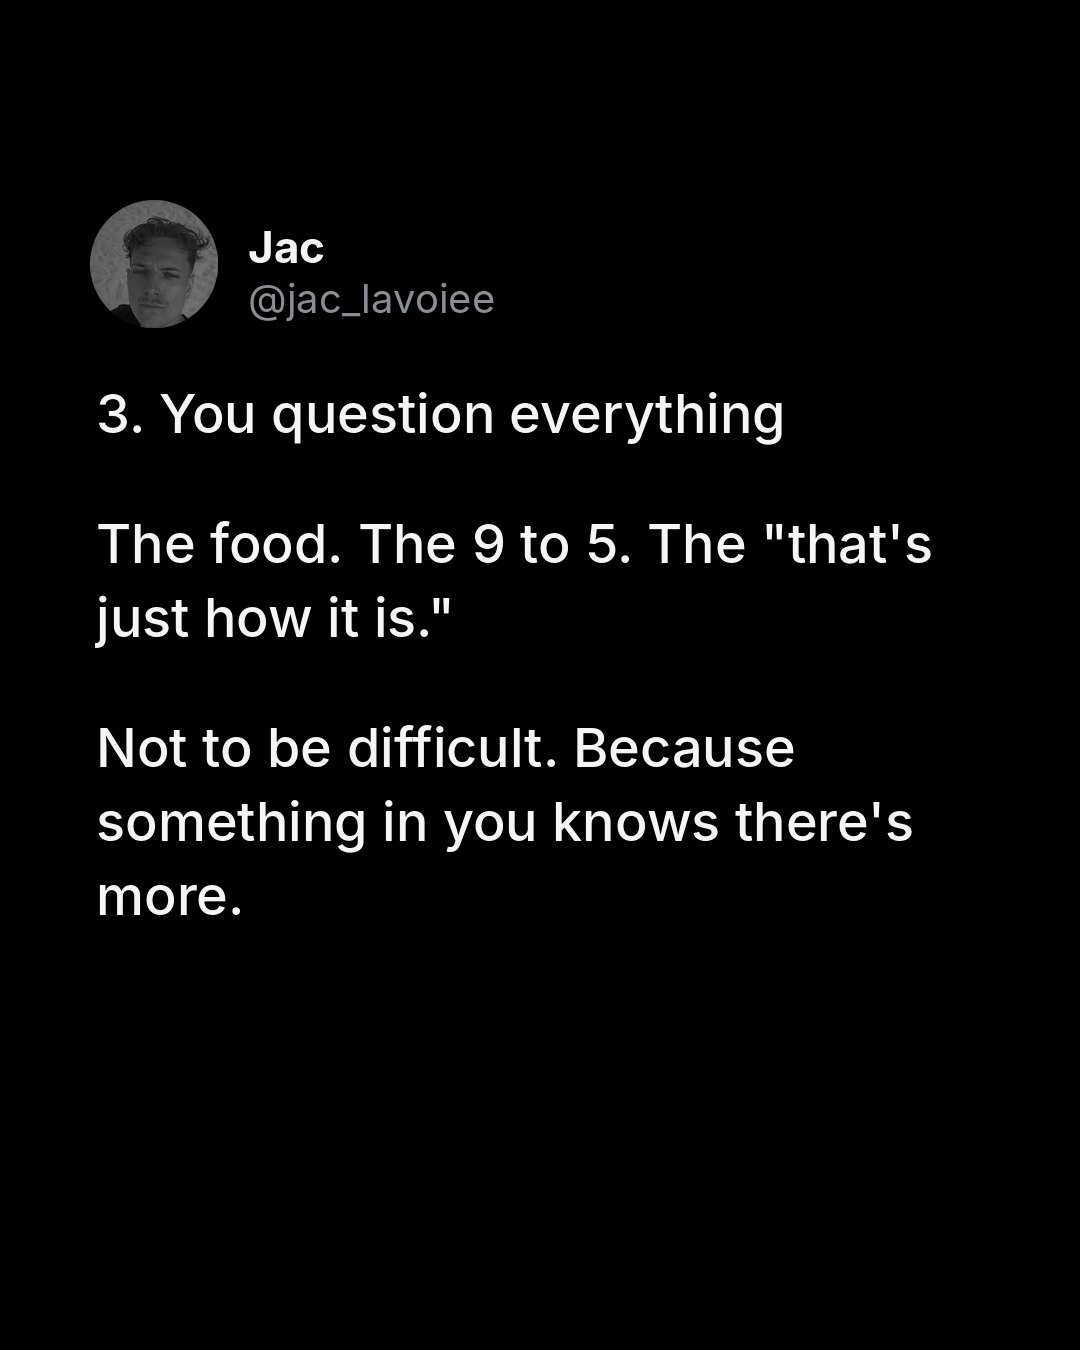 Jac
@jac_lavoiee
3. You question everything
The food. The 9 to 5. The "that's
just how it is."
Not to be difficult. Because
something in you knows there's
more.